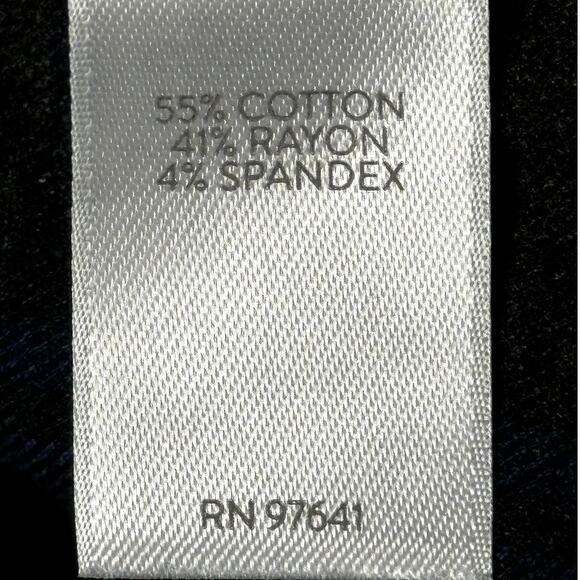 55% COTTON
41% RAYON
4% SPANDEX
RN 97641